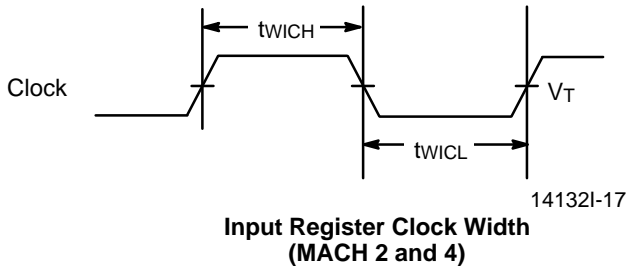 tWICH
Clock
VT
tWICL
14132I-17
Input Register Clock Width
(MACH 2 and 4)